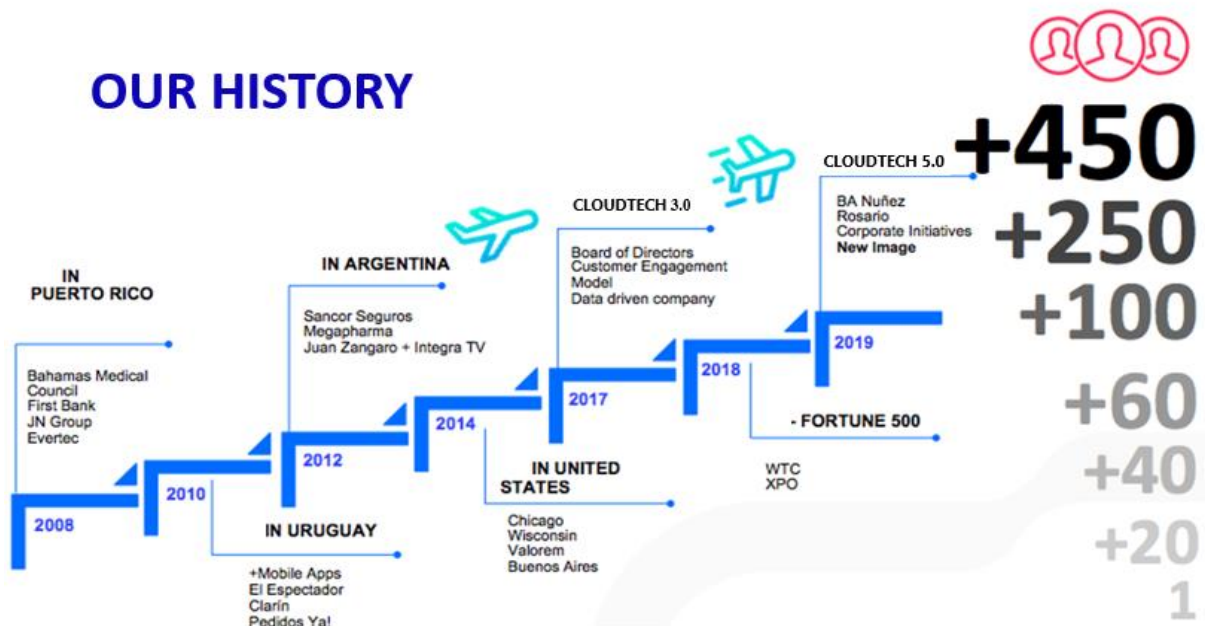 OUR HISTORY
IN
PUERTO RICO
Bahamas Medical
Council
First Bank
JN Group
Evertec
2008
2010
IN URUGUAY
+Mobile Apps
El Espectador
Clarín
Pedidos Ya!
IN ARGENTINA
Sancor Seguros
Megapharma
Juan Zangaro + Integra TV
2012
2014
IN UNITED
STATES
Chicago
Wisconsin
Valorem
Buenos Aires
CLOUDTECH 3.0
Board of Directors
Customer Engagement
Model
Data driven company
2017
2018
- FORTUNE 500
WTC
XPO
CLOUDTECH 5.0
BA Nuñez
Rosario
Corporate Initiatives
New Image
2019
+450
+250
+100
+60
+40
+20
1